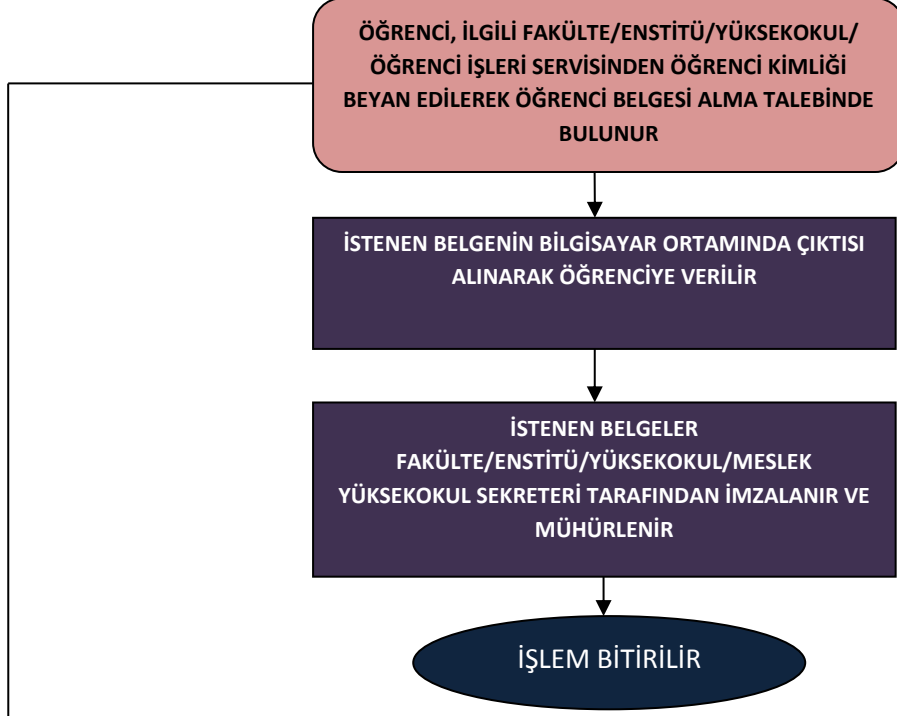 ÖĞRENCİ, İLGİLİ FAKÜLTE/ENSTİTÜ/YÜKSEKOKUL/
ÖĞRENCİ İŞLERİ SERVİSİNDEN ÖĞRENCİ KİMLİĞİ
BEYAN EDİLEREK ÖĞRENCİ BELGESİ ALMA TALEBİNDE
BULUNUR
İSTENEN BELGENİN BİLGİSAYAR ORTAMINDA ÇIKTISI
ALINARAK ÖĞRENCİYE VERİLİR
İSTENEN BELGELER
FAKÜLTE/ENSTİTÜ/YÜKSEKOKUL/MESLEK
YÜKSEKOKUL SEKRETERİ TARAFINDAN İMZALANIR VE
MÜHÜRLENİR
İŞLEM BİTİRİLİR